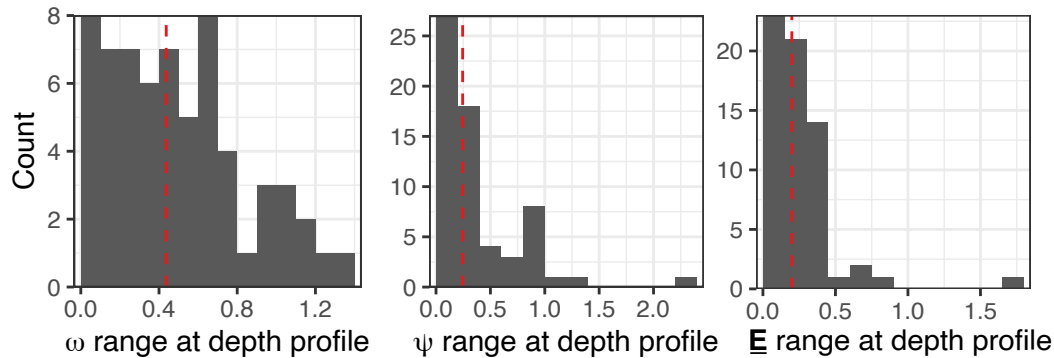 Count
8
6
4
2
0
0.0 0.4 0.8 1.2
ω range at depth profile
25
20
15
10
5
0
0.0 0.5 1.0 1.5 2.0
ψ range at depth profile
20
15
10
5
0
0.0 0.5 1.0 1.5
E range at depth profile